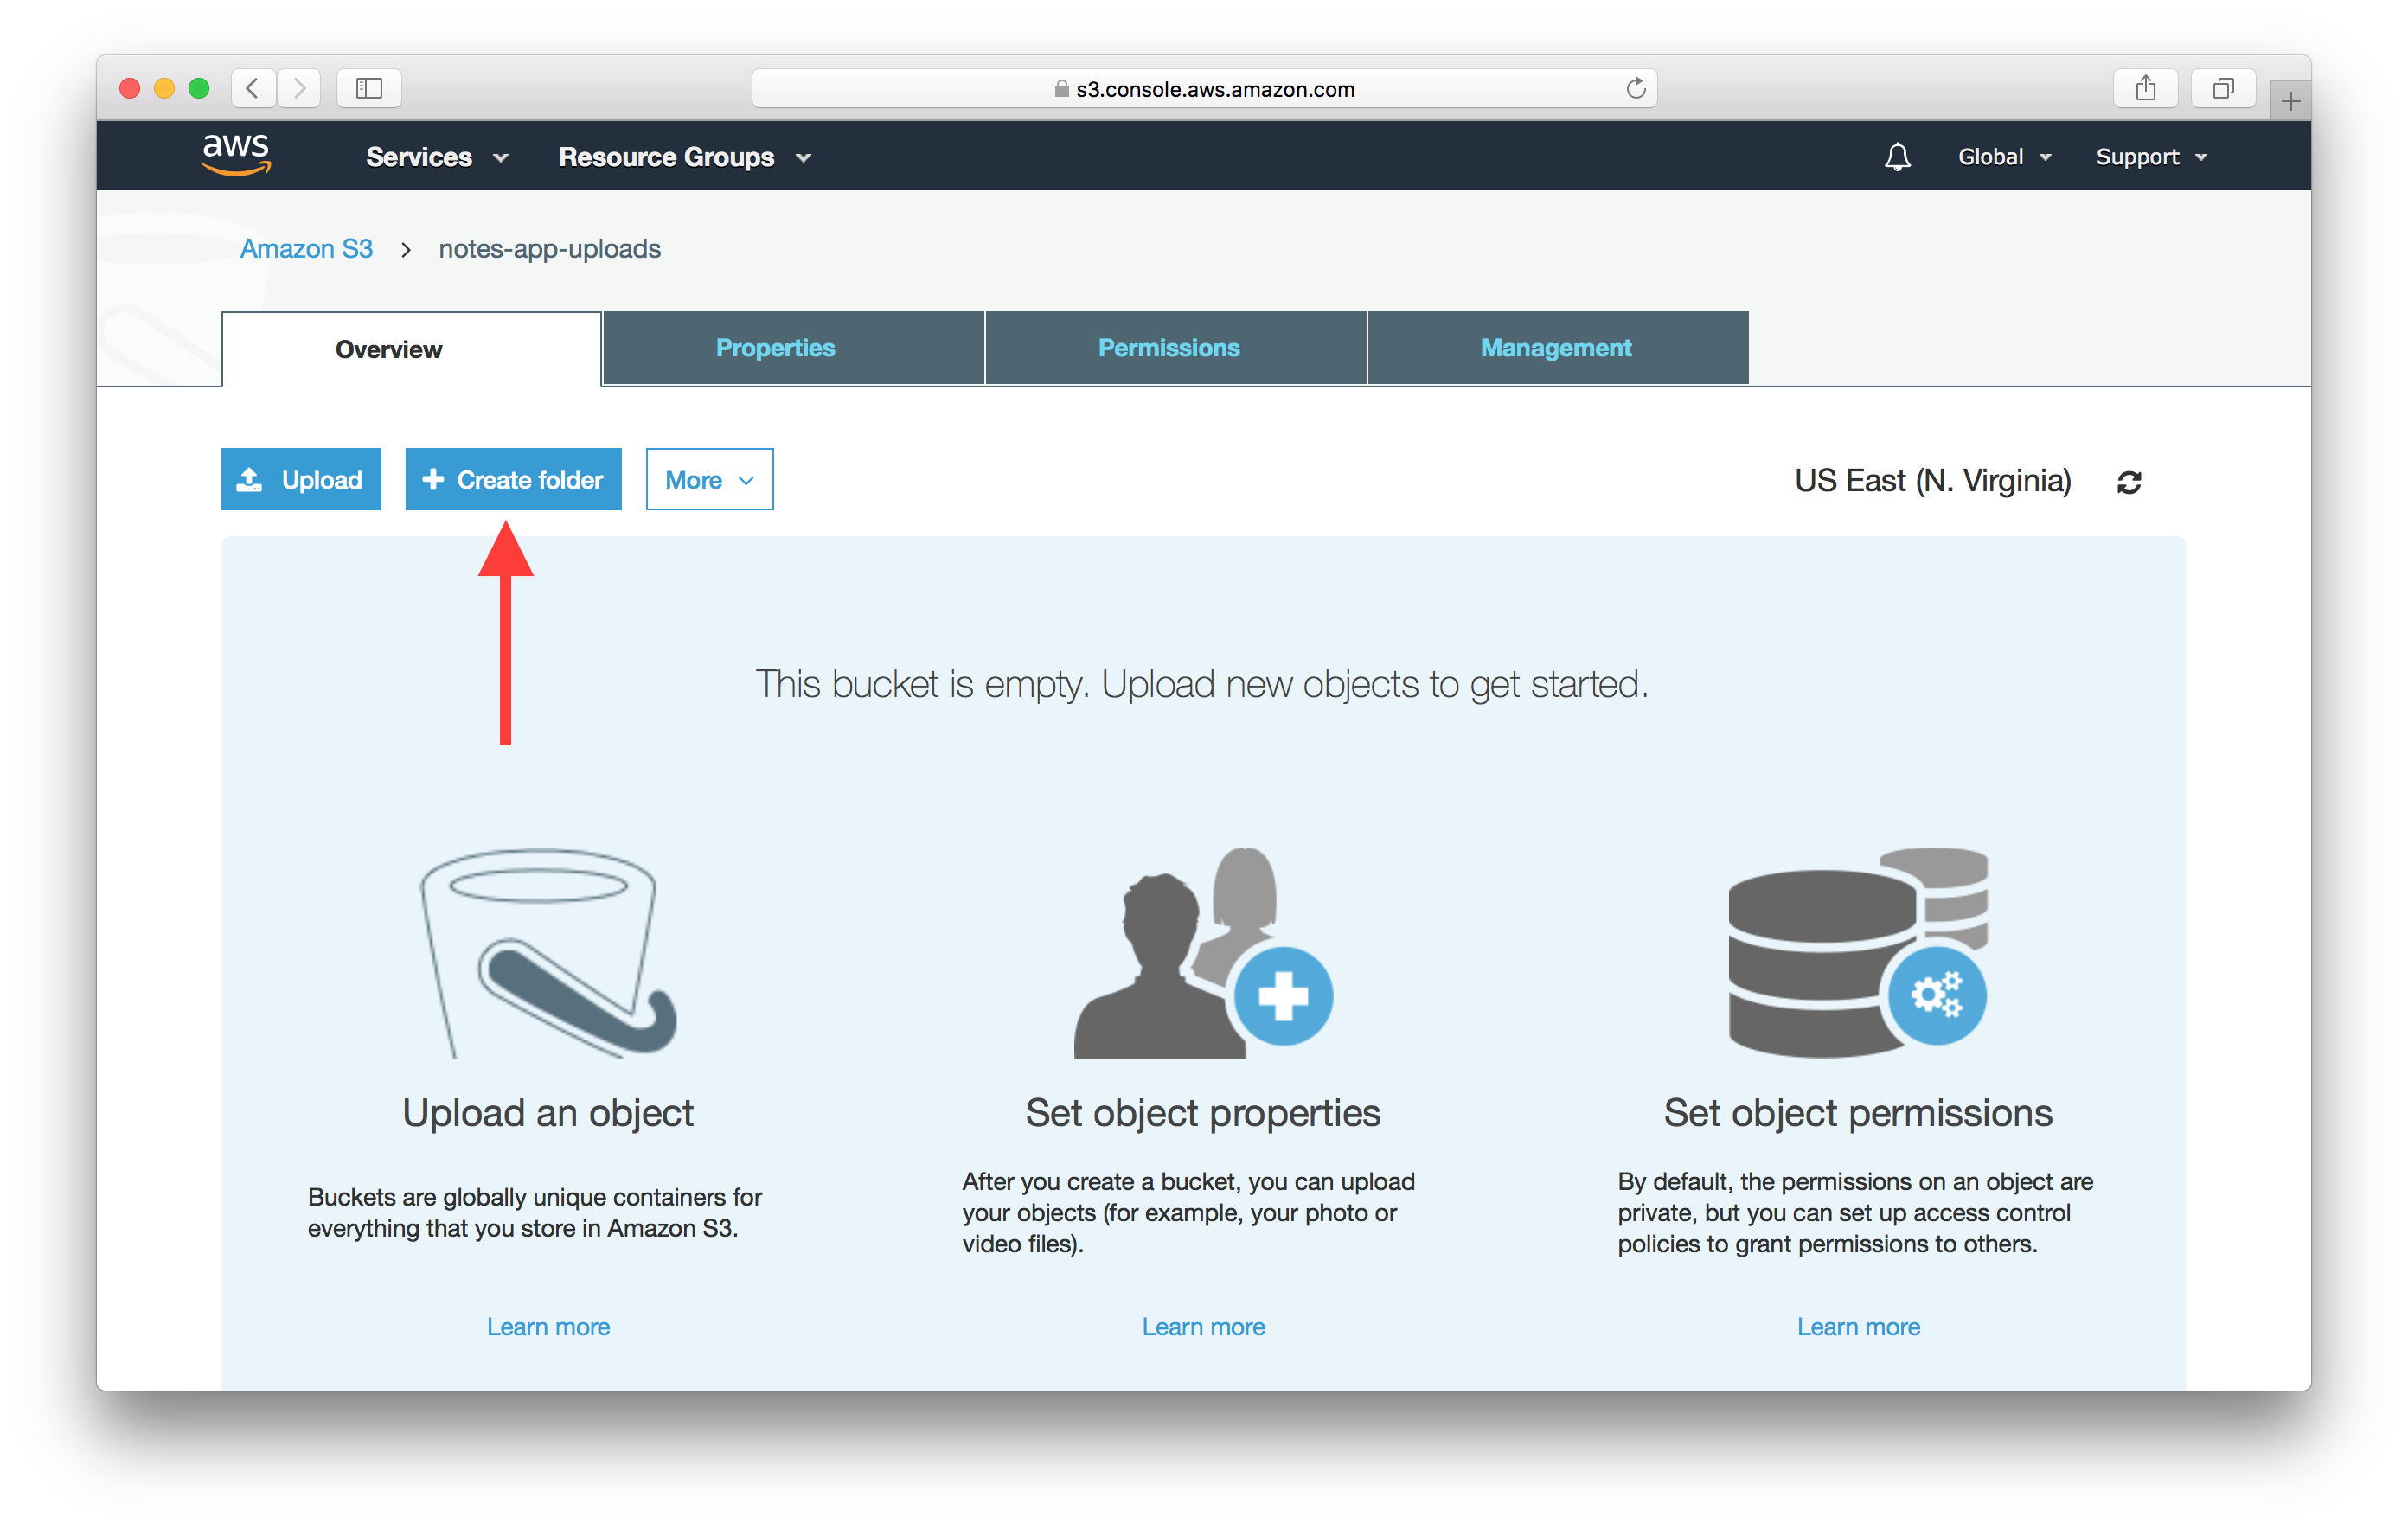 s3.console.aws.amazon.com
aws Services Resource Groups Global Support
Amazon S3 > notes-app-uploads
Overview Properties Permissions Management
Upload Create folder More US East (N. Virginia)
This bucket is empty. Upload new objects to get started.
Upload an object
Buckets are globally unique containers for
everything that you store in Amazon S3.
Learn more
Set object properties
After you create a bucket, you can upload
your objects (for example, your photo or
video files).
Learn more
Set object permissions
By default, the permissions on an object are
private, but you can set up access control
policies to grant permissions to others.
Learn more